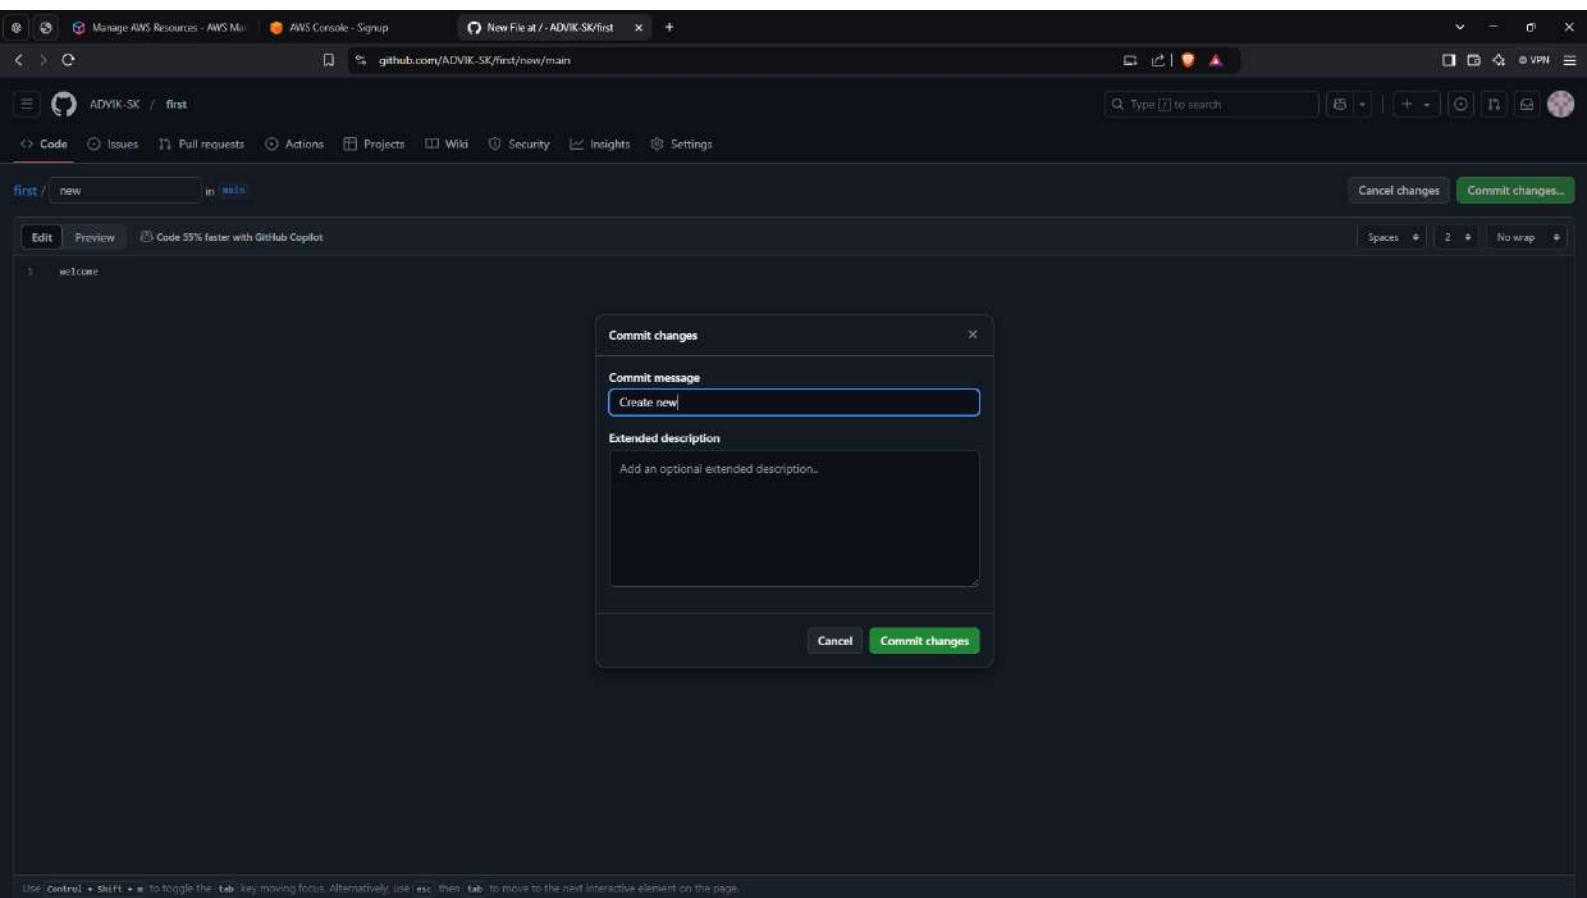 Manage AWS Resources - AWS Ma
AWS Console - Signup
New File at / - ADVIK-SK/first
github.com/ADVIK-SK/first/new/main
VPN
ADVIK-SK / first
Type / to search
Code
Issues
Pull requests
Actions
Projects
Wiki
Security
Insights
Settings
first / new in main
Cancel changes
Commit changes...
Edit
Preview
Code 55% faster with GitHub Copilot
Spaces
2
No wrap
1 welcome
Commit changes
Commit message
Create new
Extended description
Add an optional extended description..
Cancel
Commit changes
Use Control + Shift + m to toggle the tab key moving focus. Alternatively, use esc then tab to move to the next interactive element on the page.